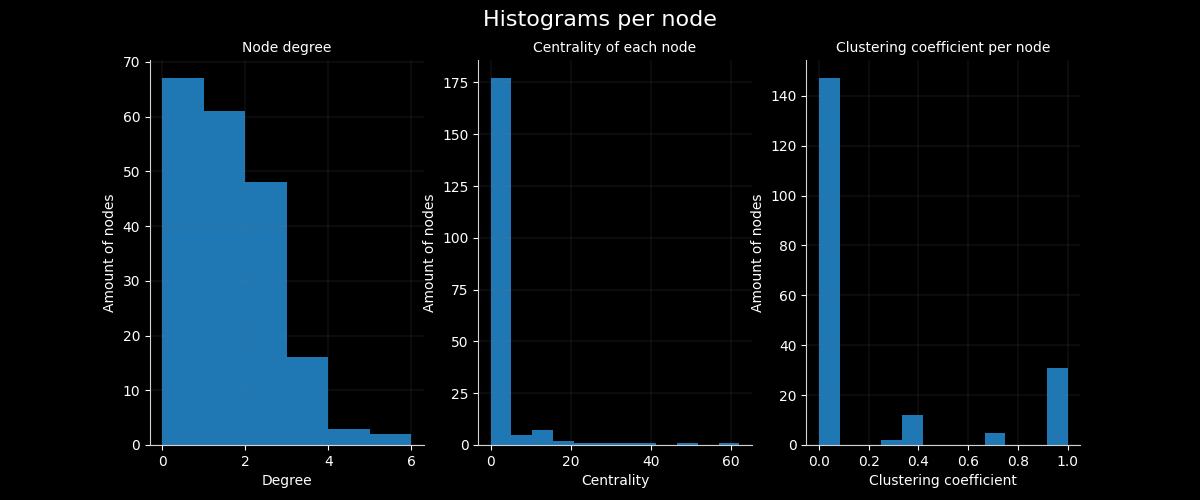 Histograms per node
Node degree
Amount of nodes
70
60
50
40
30
20
10
0
0 2 4 6
Degree
Centrality of each node
Amount of nodes
175
150
125
100
75
50
25
0
0 20 40 60
Centrality
Clustering coefficient per node
Amount of nodes
140
120
100
80
60
40
20
0
0.0 0.2 0.4 0.6 0.8 1.0
Clustering coefficient